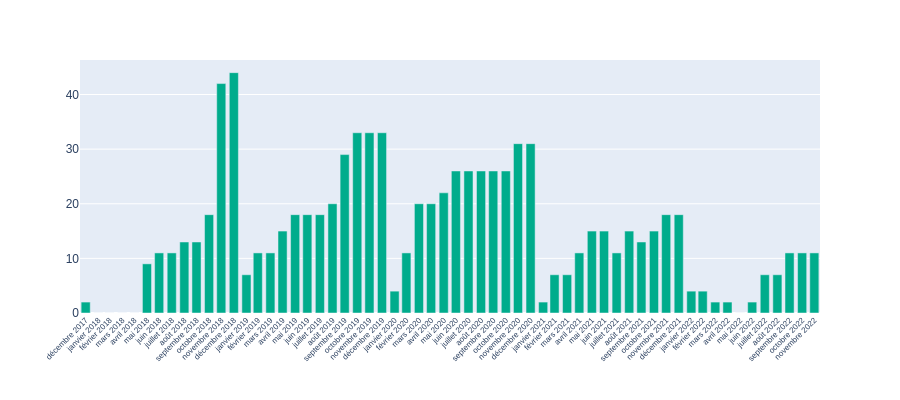 40
30
20
10
0
décembre 2017
janvier 2018
février 2018
mars 2018
avril 2018
mai 2018
juin 2018
juillet 2018
août 2018
septembre 2018
octobre 2018
novembre 2018
décembre 2018
janvier 2019
février 2019
mars 2019
avril 2019
mai 2019
juin 2019
juillet 2019
août 2019
septembre 2019
octobre 2019
novembre 2019
décembre 2019
janvier 2020
février 2020
mars 2020
avril 2020
mai 2020
juin 2020
juillet 2020
août 2020
septembre 2020
octobre 2020
novembre 2020
décembre 2020
janvier 2021
février 2021
mars 2021
avril 2021
mai 2021
juin 2021
juillet 2021
août 2021
septembre 2021
octobre 2021
novembre 2021
décembre 2021
janvier 2022
février 2022
mars 2022
avril 2022
mai 2022
juin 2022
juillet 2022
août 2022
septembre 2022
octobre 2022
novembre 2022